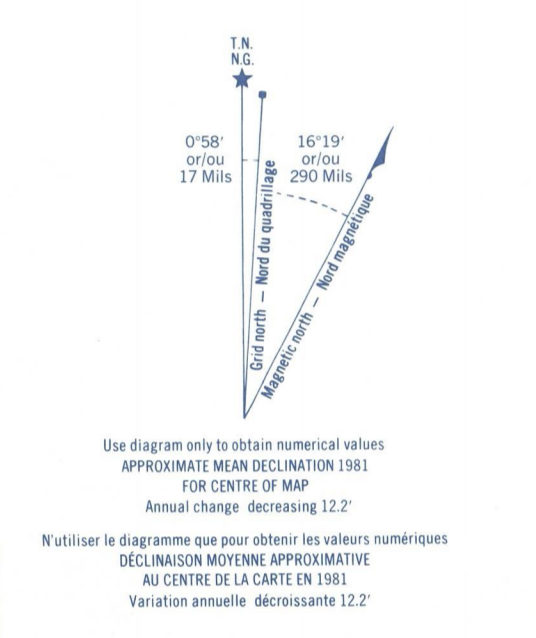 T.N.
N.G.
0°58'
or/ou
17 Mils
16°19'
or/ou
290 Mils
Grid north — Nord du quadrillage
Magnetic north — Nord magnétique
Use diagram only to obtain numerical values
APPROXIMATE MEAN DECLINATION 1981
FOR CENTRE OF MAP
Annual change decreasing 12.2'
N'utiliser le diagramme que pour obtenir les valeurs numériques
DÉCLINAISON MOYENNE APPROXIMATIVE
AU CENTRE DE LA CARTE EN 1981
Variation annuelle décroissante 12.2'